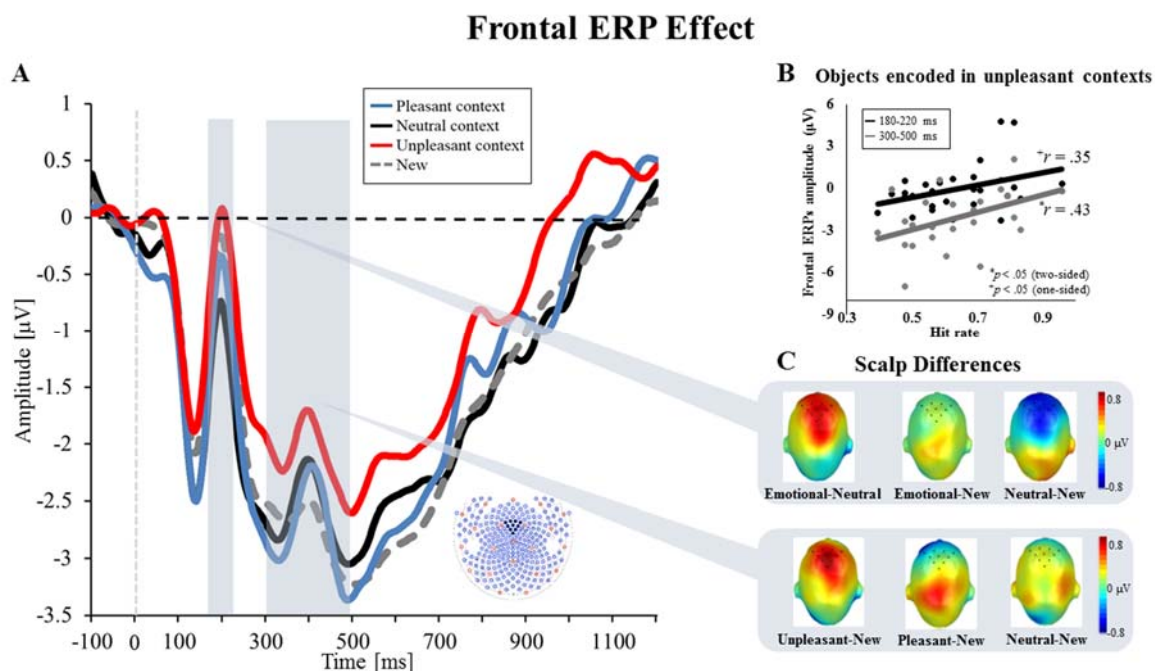 Frontal ERP Effect
A
Pleasant context
Neutral context
Unpleasant context
New
Amplitude [µV]
1
0.5
0
-0.5
-1
-1.5
-2
-2.5
-3
-3.5
-100 0 100 300 500 700 900 1100
Time [ms]
B Objects encoded in unpleasant contexts
180-220 ms
300-500 ms
Frontal ERPs amplitude (µV)
6
3
0
-3
-6
-9
+r = .35
*r = .43
*p < .05 (two-sided)
+p < .05 (one-sided)
0.3 0.5 0.7 0.9
Hit rate
C Scalp Differences
0.8
0 µV
-0.8
Emotional-Neutral Emotional-New Neutral-New
0.8
0 µV
-0.8
Unpleasant-New Pleasant-New Neutral-New